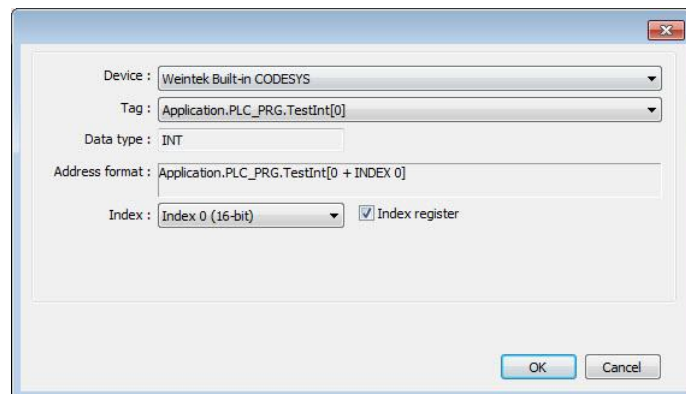 Device : Weintek Built-in CODESYS
Tag : Application.PLC_PRG.TestInt[0]
Data type : INT
Address format : Application.PLC_PRG.TestInt[0 + INDEX 0]
Index : Index 0 (16-bit) Index register
OK Cancel